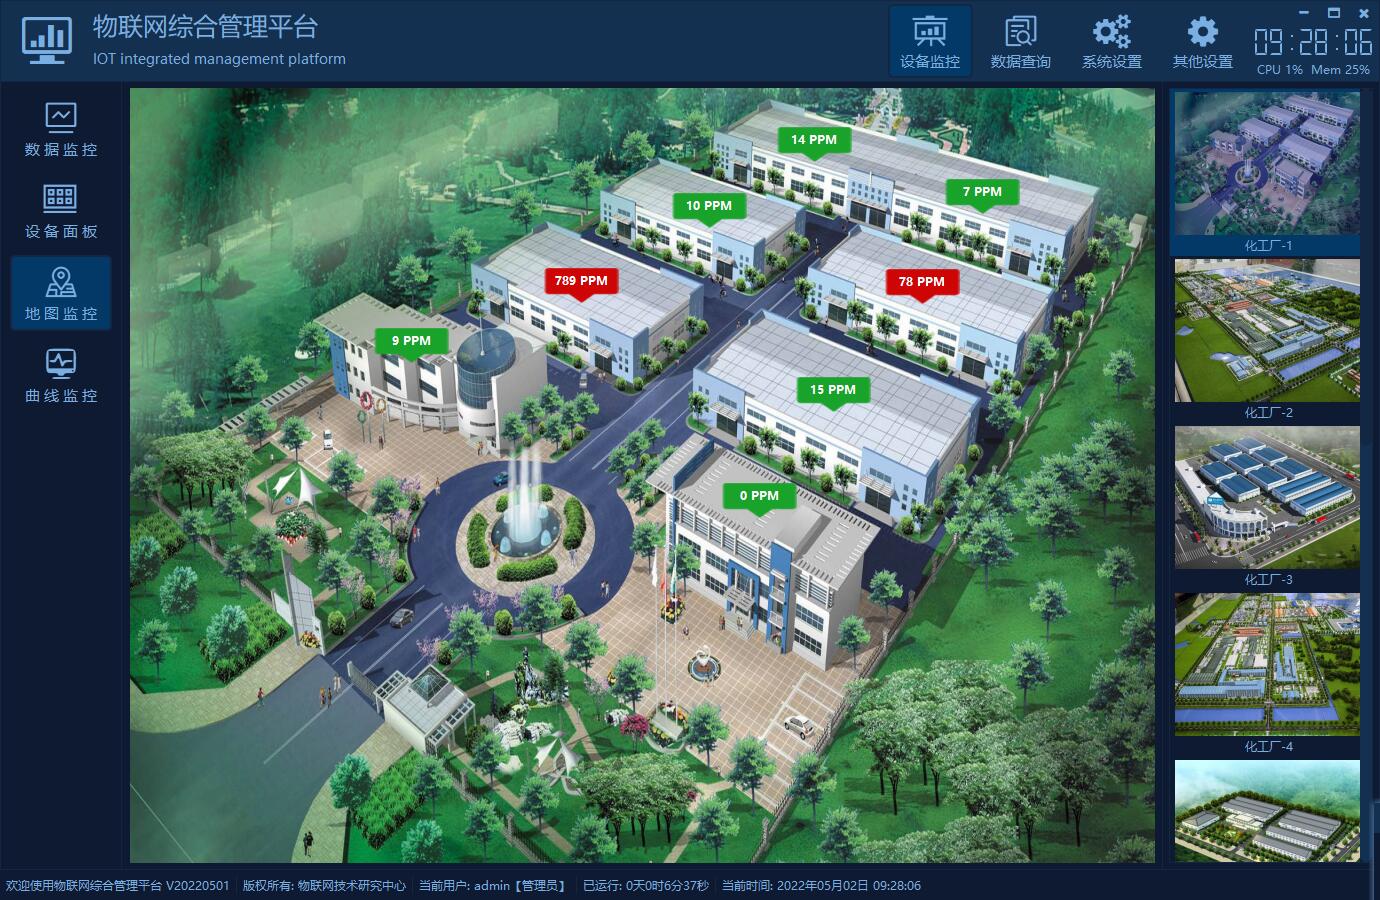 物联网综合管理平台
IOT integrated management platform
设备监控
数据查询
系统设置
其他设置
09:28:06
CPU 1% Mem 25%
数据监控
设备面板
地图监控
曲线监控
14 PPM
7 PPM
10 PPM
789 PPM
78 PPM
9 PPM
15 PPM
0 PPM
化工厂-1
化工厂-2
化工厂-3
化工厂-4
欢迎使用物联网综合管理平台 V20220501 版权所有: 物联网技术研究中心 当前用户: admin【管理员】 已运行: 0天0时6分37秒 当前时间: 2022年05月02日 09:28:06